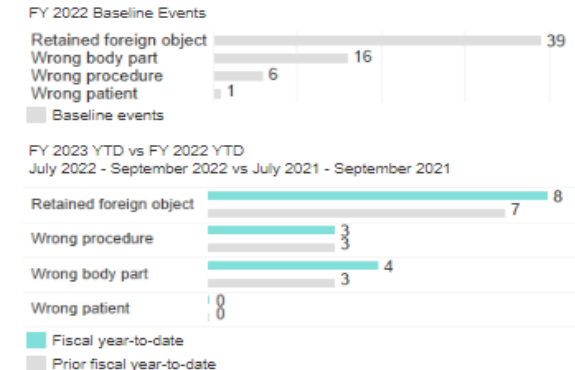 FY 2022 Baseline Events
Retained foreign object 39
Wrong body part 16
Wrong procedure 6
Wrong patient 1
Baseline events
FY 2023 YTD vs FY 2022 YTD
July 2022 - September 2022 vs July 2021 - September 2021
Retained foreign object 8
7
Wrong procedure 3
3
Wrong body part 4
3
Wrong patient 0
0
Fiscal year-to-date
Prior fiscal year-to-date